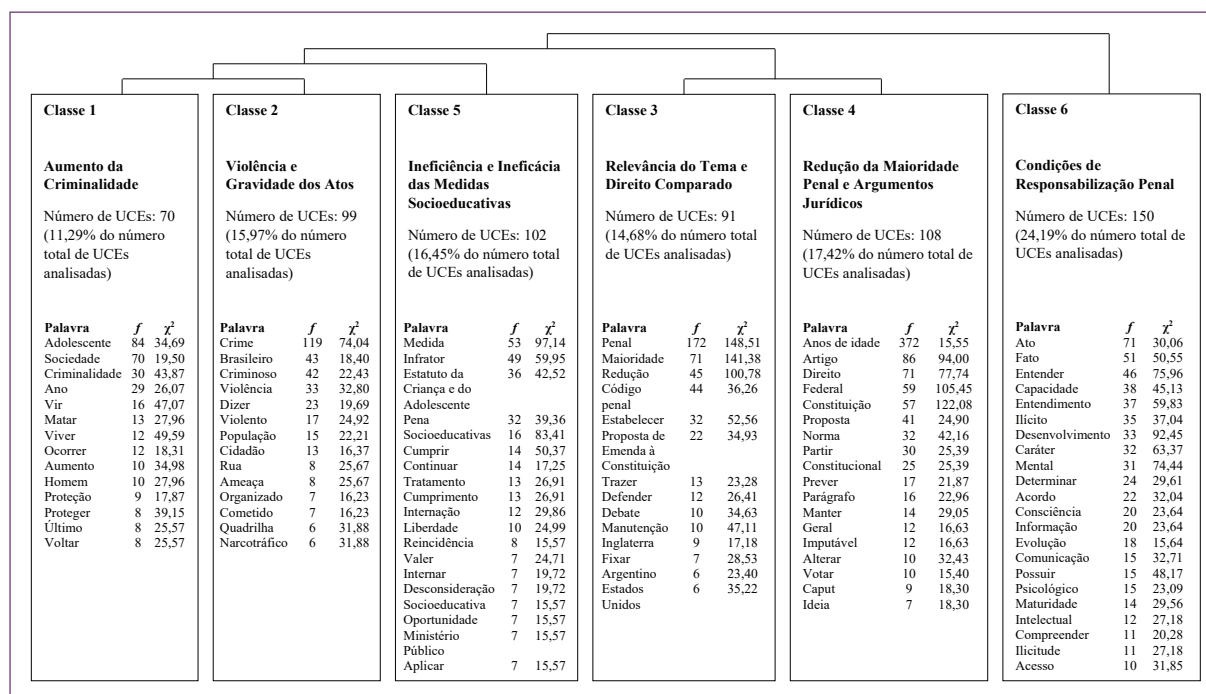 Classe 1
Aumento da
Criminalidade
Número de UCEs: 70
(11,29% do número
total de UCEs
analisadas)
Palavra f χ²
Adolescente 84 34,69
Sociedade 70 19,50
Criminalidade 30 43,87
Ano 29 26,07
Vir 16 47,07
Matar 13 27,96
Viver 12 49,59
Ocorrer 12 18,31
Aumento 10 34,98
Homem 10 27,96
Proteção 9 17,87
Proteger 8 39,15
Último 8 25,57
Voltar 8 25,57
Classe 2
Violência e
Gravidade dos Atos
Número de UCEs: 99
(15,97% do número
total de UCEs
analisadas)
Palavra f χ²
Crime 119 74,04
Brasileiro 43 18,40
Criminoso 42 22,43
Violência 33 32,80
Dizer 23 19,69
Violento 17 24,92
População 15 22,21
Cidadão 13 16,37
Rua 8 25,67
Ameaça 8 25,67
Organizado 7 16,23
Cometido 7 16,23
Quadrilha 6 31,88
Narcotráfico 6 31,88
Classe 5
Ineficiência e Ineficácia
das Medidas
Socioeducativas
Número de UCEs: 102
(16,45% do número total
de UCEs analisadas)
Palavra f χ²
Medida 53 97,14
Infrator 49 59,95
Estatuto da 36 42,52
Criança e do
Adolescente
Pena 32 39,36
Socioeducativas 16 83,41
Cumprir 14 50,37
Continuar 14 17,25
Tratamento 13 26,91
Cumprimento 13 26,91
Internação 12 29,86
Liberdade 10 24,99
Reincidência 8 15,57
Valer 7 24,71
Internar 7 19,72
Desconsideração 7 19,72
Socioeducativa 7 15,57
Oportunidade 7 15,57
Ministério 7 15,57
Público
Aplicar 7 15,57
Classe 3
Relevância do Tema e
Direito Comparado
Número de UCEs: 91
(14,68% do número total
de UCEs analisadas)
Palavra f χ²
Penal 172 148,51
Maioridade 71 141,38
Redução 45 100,78
Código 44 36,26
penal
Estabelecer 32 52,56
Proposta de 22 34,93
Emenda à
Constituição
Trazer 13 23,28
Defender 12 26,41
Debate 10 34,63
Manutenção 10 47,11
Inglaterra 9 17,18
Fixar 7 28,53
Argentino 6 23,40
Estados 6 35,22
Unidos
Classe 4
Redução da Maioridade
Penal e Argumentos
Jurídicos
Número de UCEs: 108
(17,42% do número total de
UCEs analisadas)
Palavra f χ²
Anos de idade 372 15,55
Artigo 86 94,00
Direito 71 77,74
Federal 59 105,45
Constituição 57 122,08
Proposta 41 24,90
Norma 32 42,16
Partir 30 25,39
Constitucional 25 25,39
Prever 17 21,87
Parágrafo 16 22,96
Manter 14 29,05
Geral 12 16,63
Imputável 12 16,63
Alterar 10 32,43
Votar 10 15,40
Caput 9 18,30
Ideia 7 18,30
Classe 6
Condições de
Responsabilização Penal
Número de UCEs: 150
(24,19% do número total de
UCEs analisadas)
Palavra f χ²
Ato 71 30,06
Fato 51 50,55
Entender 46 75,96
Capacidade 38 45,13
Entendimento 37 59,83
Ilícito 35 37,04
Desenvolvimento 33 92,45
Caráter 32 63,37
Mental 31 74,44
Determinar 24 29,61
Acordo 22 32,04
Consciência 20 23,64
Informação 20 23,64
Evolução 18 15,64
Comunicação 15 32,71
Possuir 15 48,17
Psicológico 15 23,09
Maturidade 14 29,56
Intelectual 12 27,18
Compreender 11 20,28
Ilicitude 11 27,18
Acesso 10 31,85